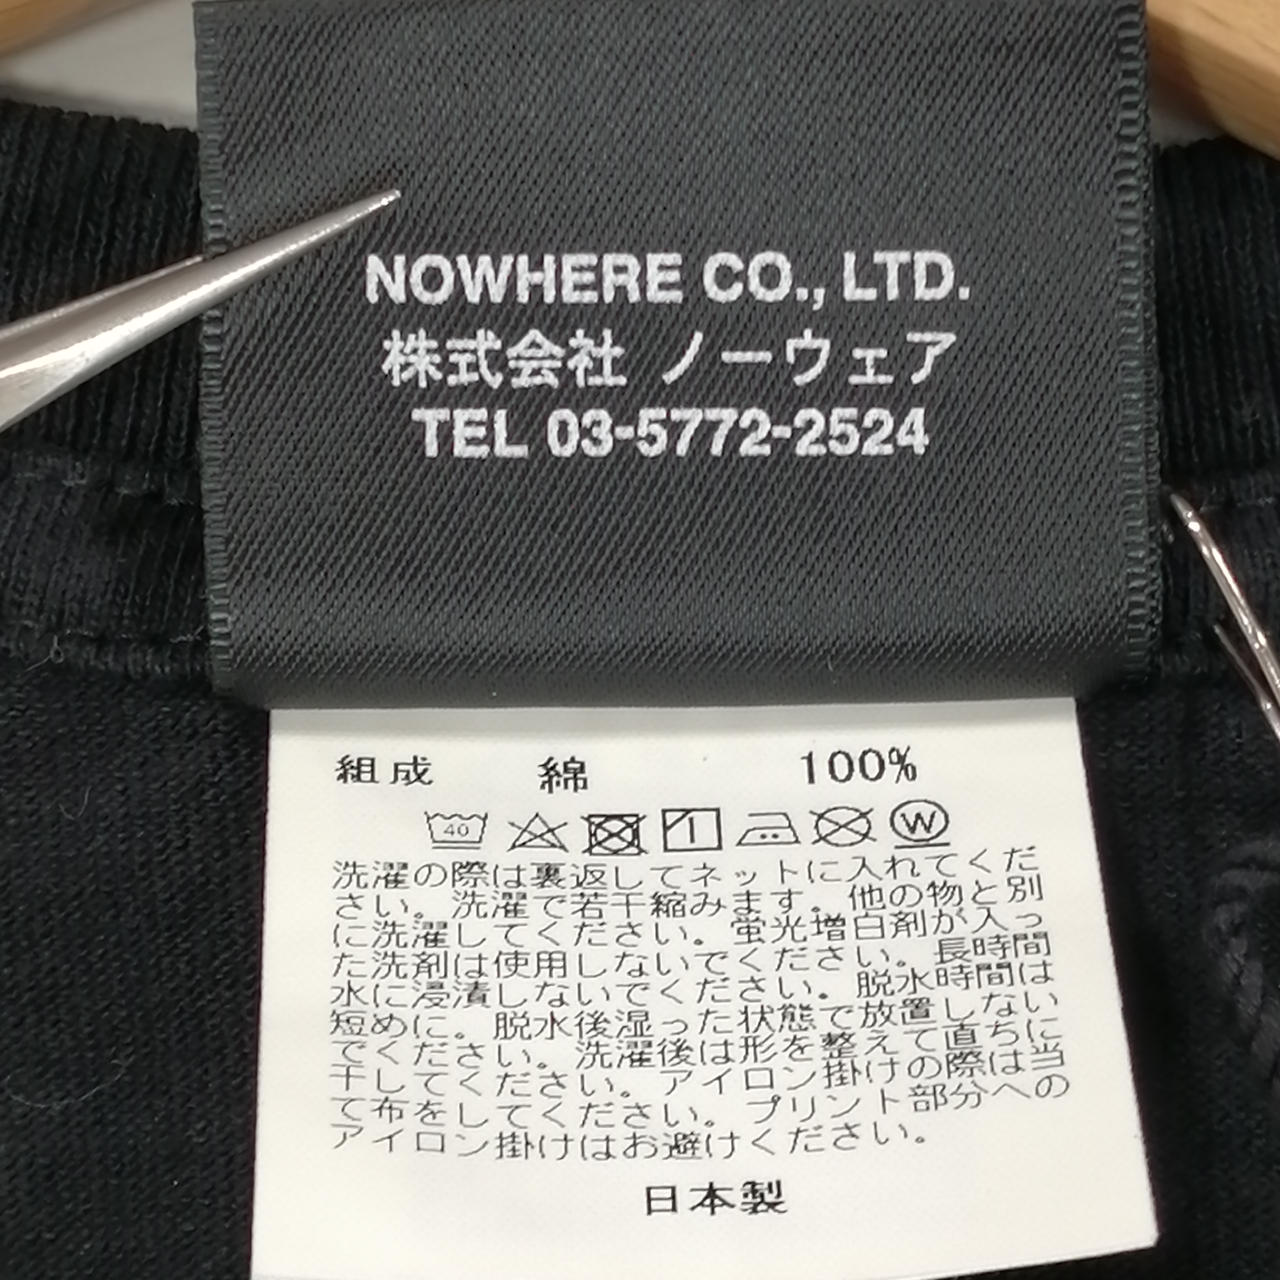 NOWHERE CO., LTD.
株式会社 ノーウェア
TEL 03-5772-2524
組成 綿 100%
40 W
洗濯の際は裏返してネットに入れてくだ
さい。洗濯で若干縮みます。他の物と別
に洗濯してください。蛍光増白剤が入っ
た洗剤は使用しないでください。長時間
水に浸漬しないでください。脱水時間は
短めに。脱水後湿った状態で放置しない
でください。洗濯後は形を整えて直ちに
干してください。アイロン掛けの際は当
て布をしてください。プリント部分への
アイロン掛けはお避けください。
日本製